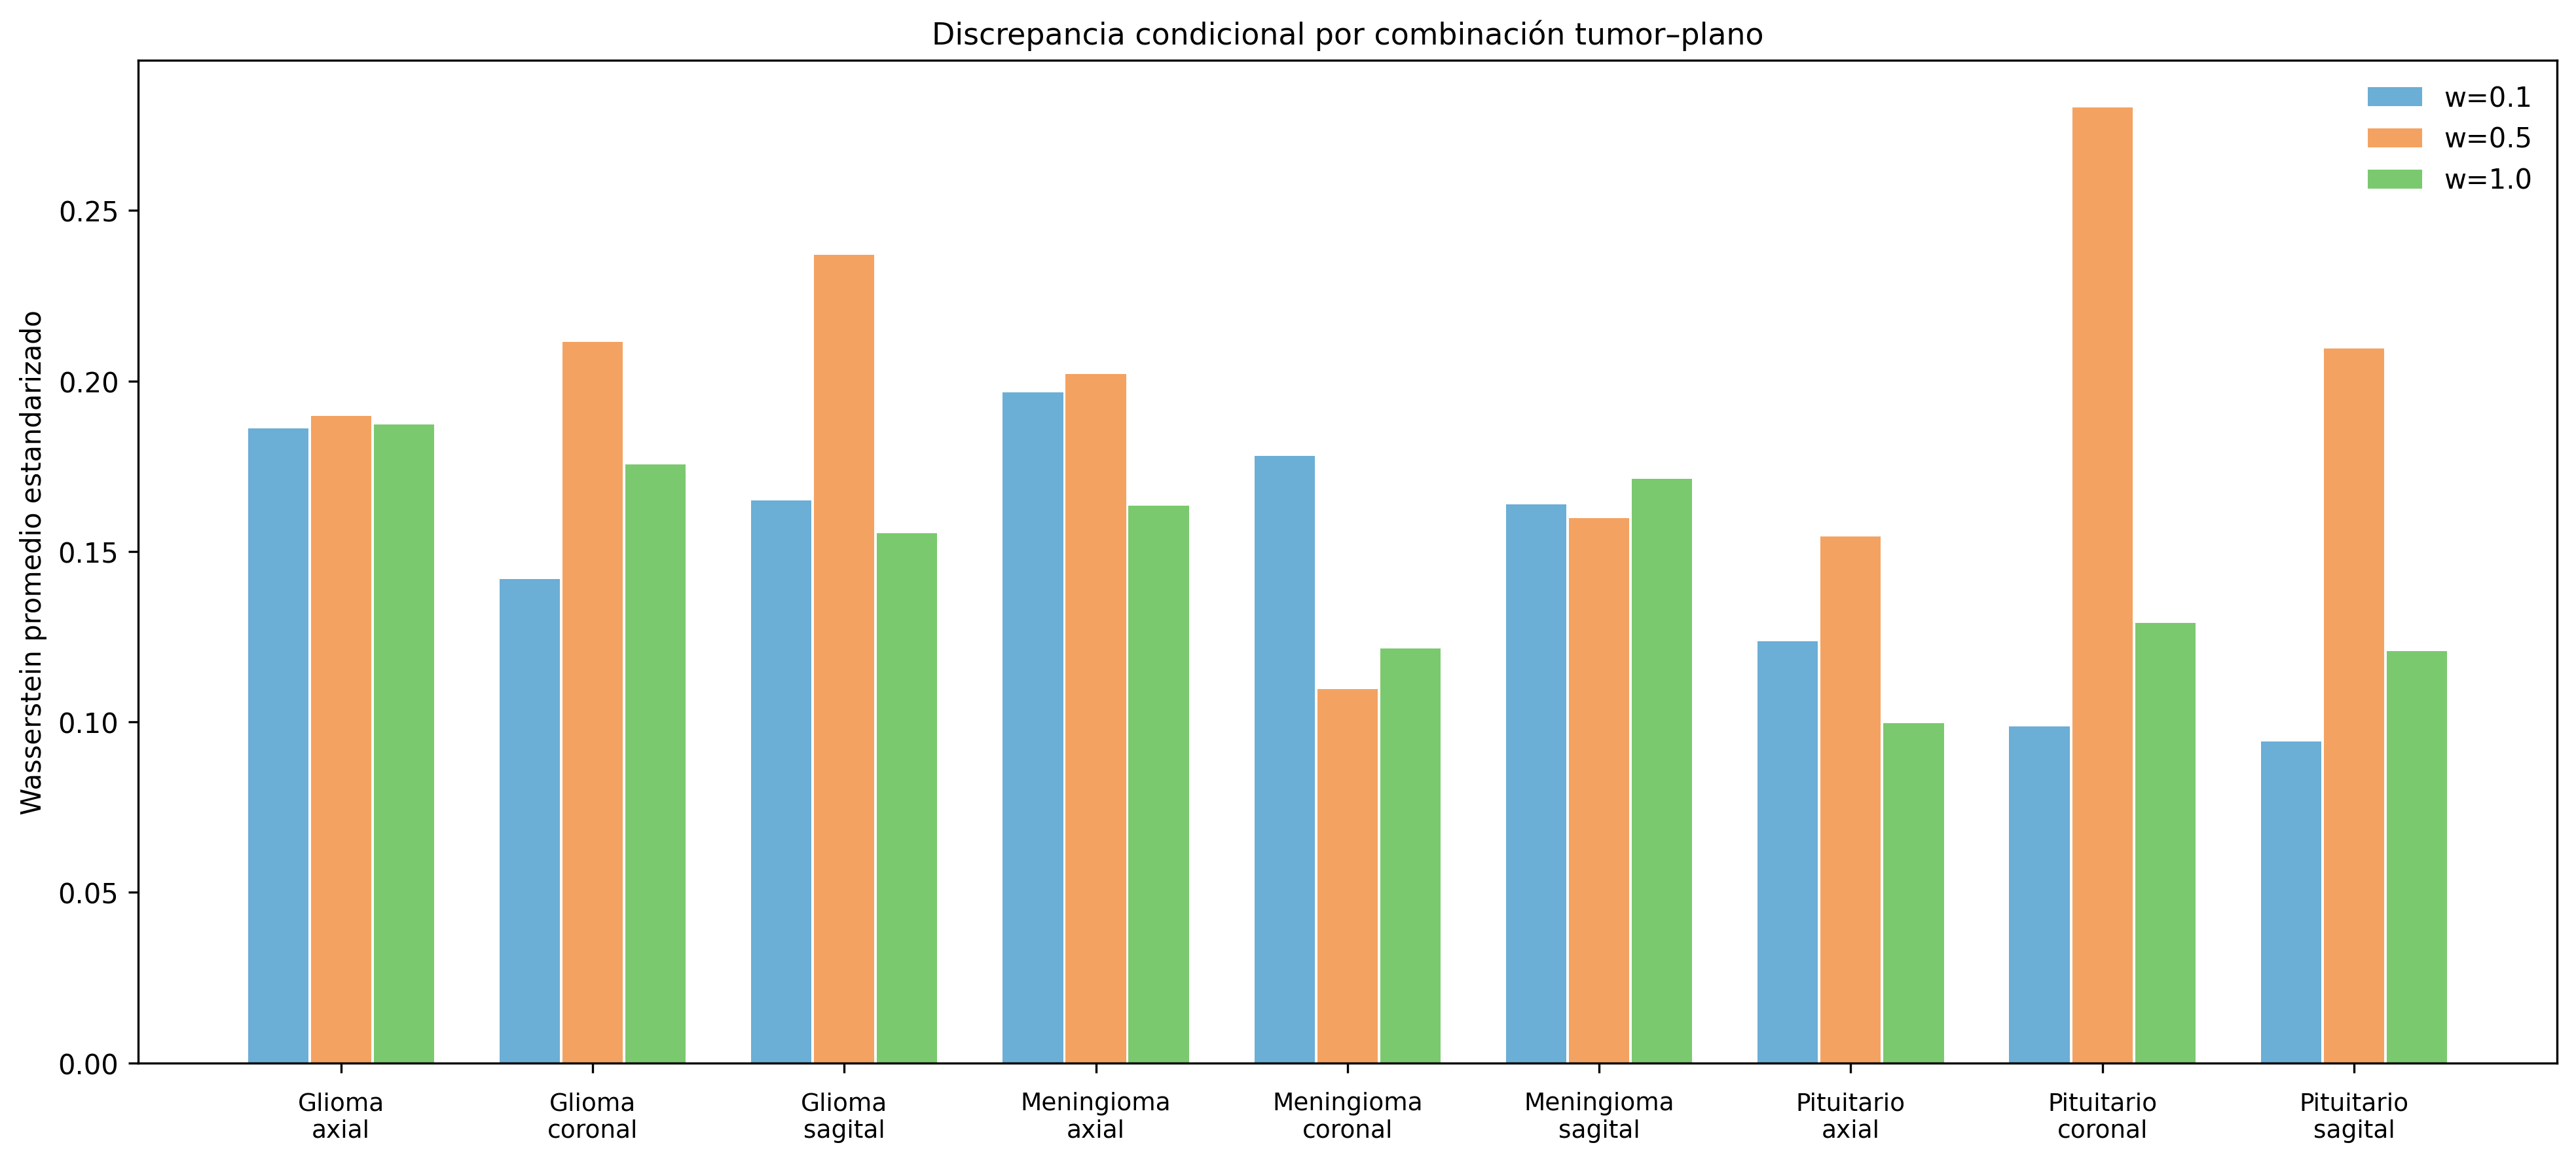 Discrepancia condicional por combinación tumor–plano
w=0.1
w=0.5
w=1.0
Wasserstein promedio estandarizado
0.25
0.20
0.15
0.10
0.05
0.00
Glioma
axial
Glioma
coronal
Glioma
sagital
Meningioma
axial
Meningioma
coronal
Meningioma
sagital
Pituitario
axial
Pituitario
coronal
Pituitario
sagital